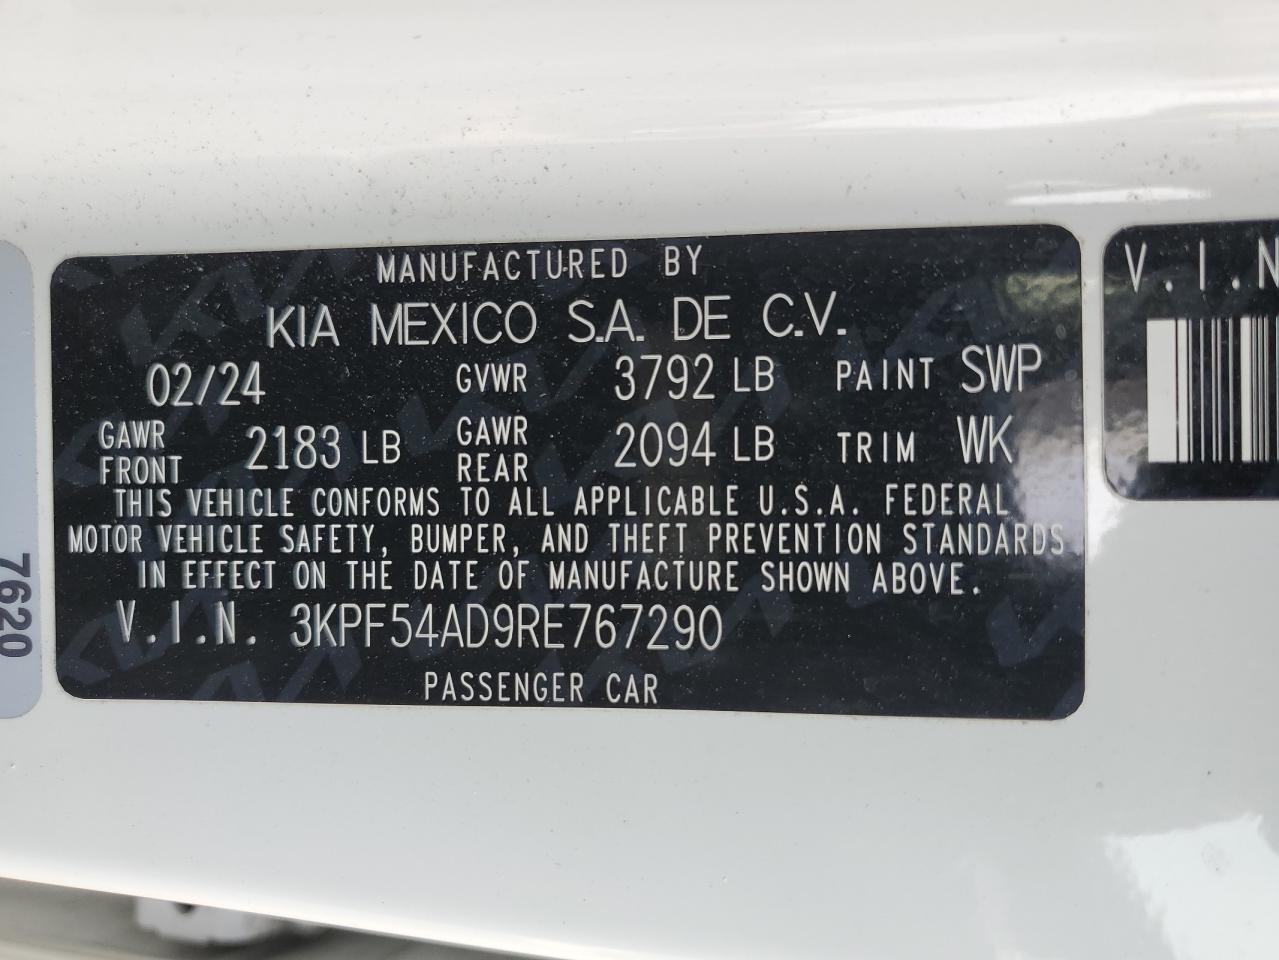 MANUFACTURED BY
KIA MEXICO S.A. DE C.V.
02/24 GVWR 3792 LB PAINT SWP
GAWR FRONT 2183 LB GAWR REAR 2094 LB TRIM WK
THIS VEHICLE CONFORMS TO ALL APPLICABLE U.S.A. FEDERAL
MOTOR VEHICLE SAFETY, BUMPER, AND THEFT PREVENTION STANDARDS
IN EFFECT ON THE DATE OF MANUFACTURE SHOWN ABOVE.
V.I.N. 3KPF54AD9RE767290
PASSENGER CAR
V.I.N
7620